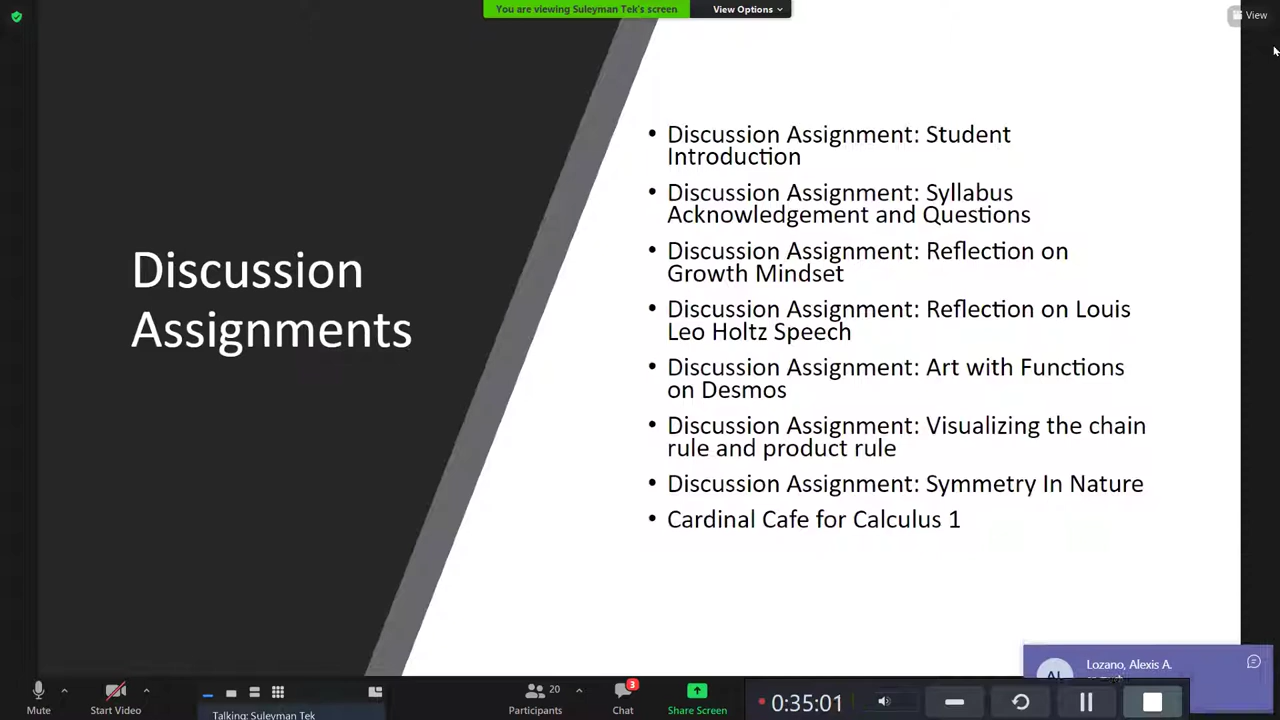 You are viewing Suleyman Tek's screen
View Options
View
Discussion
Assignments
• Discussion Assignment: Student
Introduction
• Discussion Assignment: Syllabus
Acknowledgement and Questions
• Discussion Assignment: Reflection on
Growth Mindset
• Discussion Assignment: Reflection on Louis
Leo Holtz Speech
• Discussion Assignment: Art with Functions
on Desmos
• Discussion Assignment: Visualizing the chain
rule and product rule
• Discussion Assignment: Symmetry In Nature
• Cardinal Cafe for Calculus 1
Lozano, Alexis A.
Mute
Start Video
Talking: Suleyman Tek
20
Participants
3
Chat
Share Screen
0:35:01